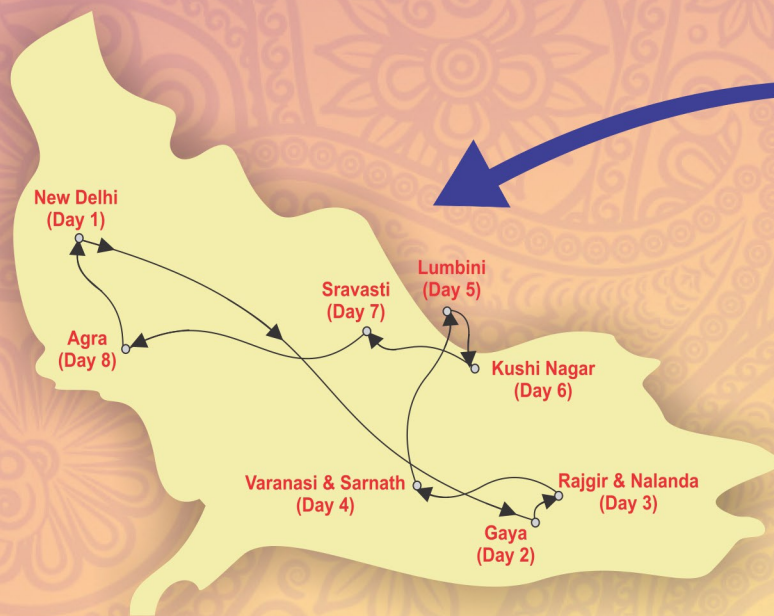 New Delhi
(Day 1)
Lumbini
(Day 5)
Sravasti
(Day 7)
Agra
(Day 8)
Kushi Nagar
(Day 6)
Varanasi & Sarnath
(Day 4)
Rajgir & Nalanda
(Day 3)
Gaya
(Day 2)